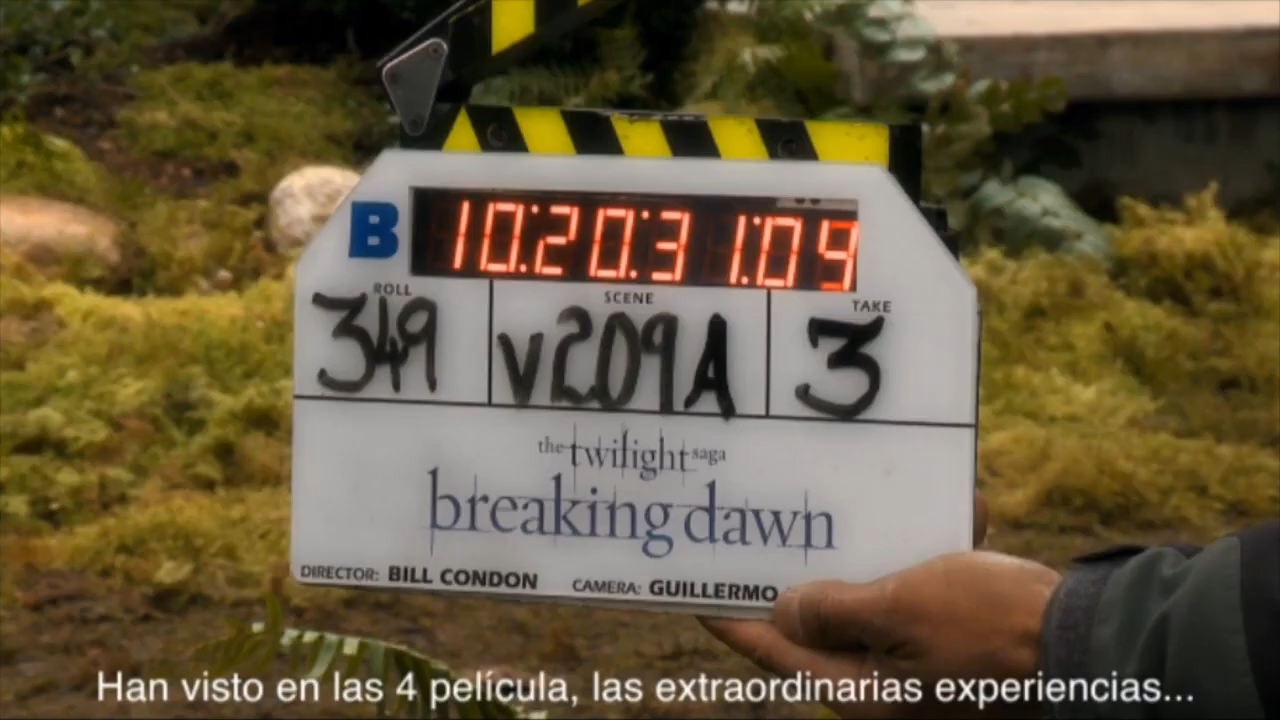 B 10:20:31:09
ROLL SCENE TAKE
349 v209A 3
the twilight saga
breaking dawn
DIRECTOR: BILL CONDON CAMERA: GUILLERMO
Han visto en las 4 película, las extraordinarias experiencias...